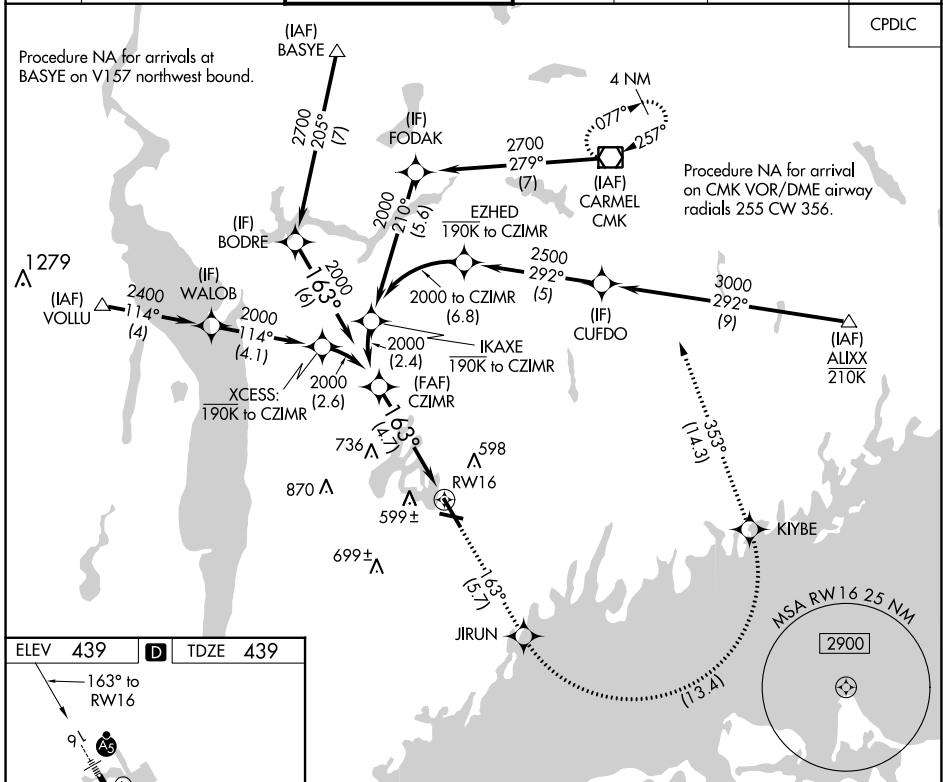 CPDLC
Procedure NA for arrivals at
BASYE on V157 northwest bound.
(IAF)
BASYE
2700
205°
(7)
(IF)
FODAK
4 NM
077°
257°
2700
279°
(7)
(IAF)
CARMEL
CMK
Procedure NA for arrival
on CMK VOR/DME airway
radials 255 CW 356.
2000
210°
(5.6)
EZHED
190K to CZIMR
(IF)
BODRE
2000
163°
(6)
1279
(IAF)
VOLLU
2400
114°
(4)
(IF)
WALOB
2000
114°
(4.1)
2000 to CZIMR
(6.8)
2500
292°
(5)
(IF)
CUFDO
3000
292°
(9)
(IAF)
ALIXX
210K
XCESS:
190K to CZIMR
2000
(2.6)
2000
(2.4)
IKAXE
190K to CZIMR
(FAF)
CZIMR
163°
(4.7)
736
598
870
599±
RW16
699±
353°
(14.3)
KIYBE
163°
(5.7)
JIRUN
(13.4)
MSA RW16 25 NM
2900
ELEV 439
D
TDZE 439
163° to
RW16
16
A5